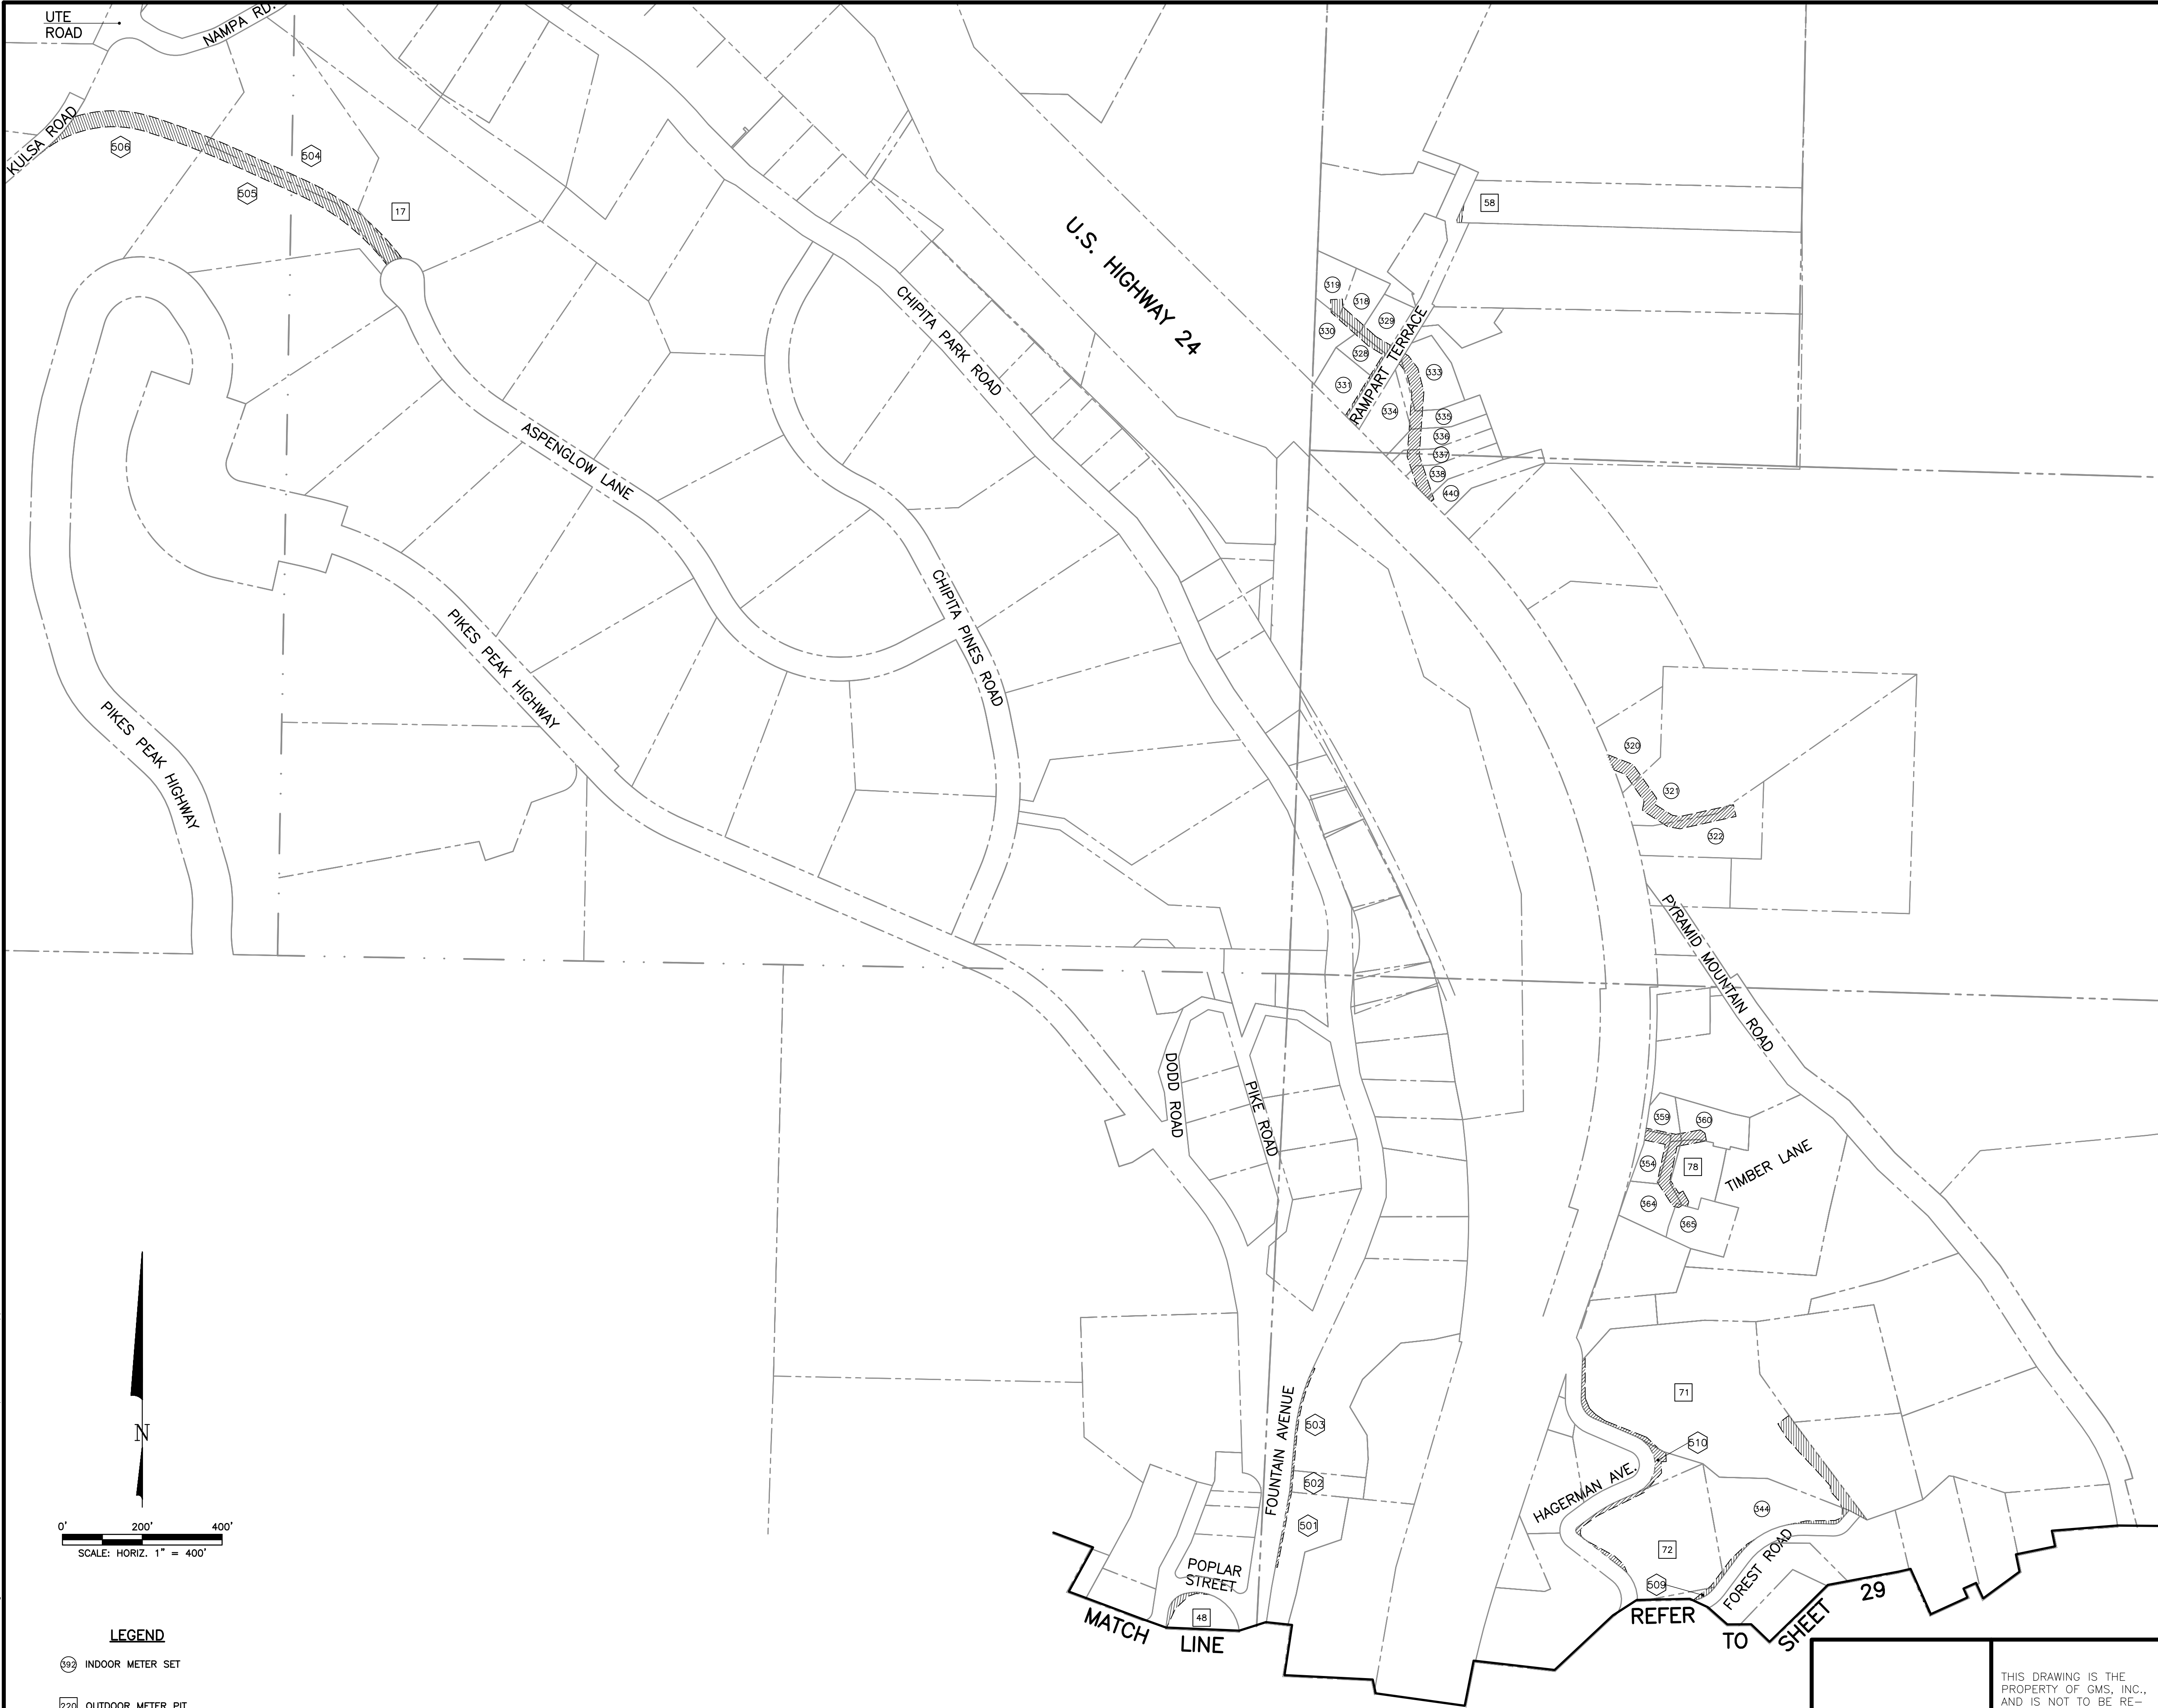 UTE
ROAD
NAMPA RD.
KULSA ROAD
506
504
505
17
58
U.S. HIGHWAY 24
319
318
329
330
328
RAMPART TERRACE
331
333
334
335
336
337
338
440
CHIPITA PARK ROAD
ASPENGLOW LANE
CHIPITA PINES ROAD
PIKES PEAK HIGHWAY
PIKES PEAK HIGHWAY
320
321
322
PYRAMID MOUNTAIN ROAD
DODD ROAD
PIKE ROAD
359
360
354
78
TIMBER LANE
364
365
N
FOUNTAIN AVENUE
503
502
501
71
510
HAGERMAN AVE.
344
72
509
FOREST ROAD
POPLAR
STREET
48
0' 200' 400'
SCALE: HORIZ. 1" = 400'
MATCH LINE REFER TO SHEET 29
LEGEND
392 INDOOR METER SET
220 OUTDOOR METER PIT
THIS DRAWING IS THE
PROPERTY OF GMS, INC.,
AND IS NOT TO BE RE-